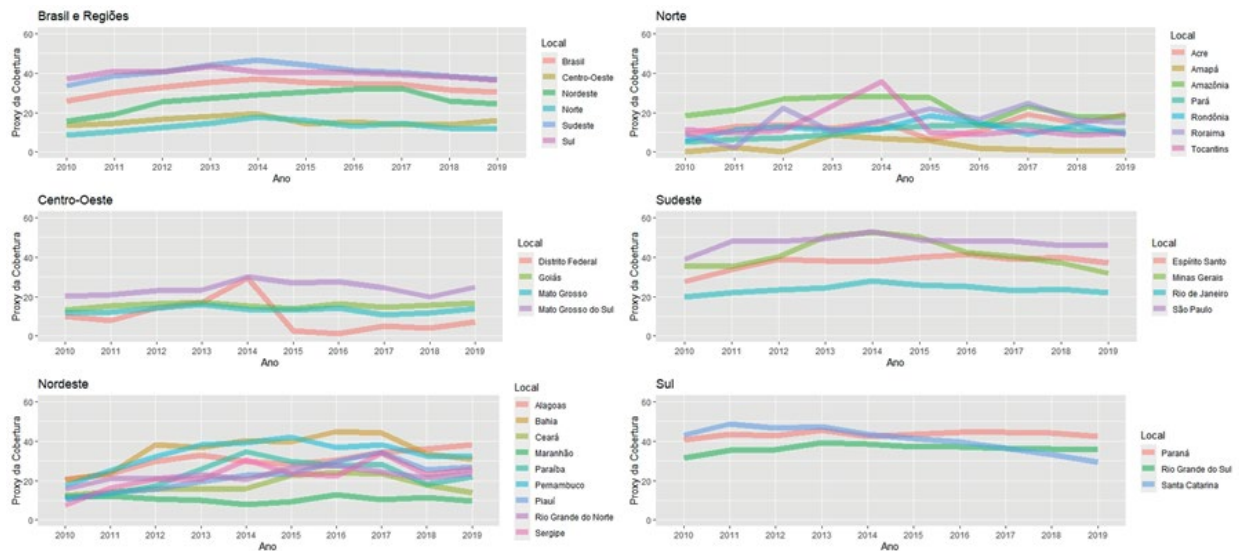 Brasil e Regiões
Proxy da Cobertura
60
40
20
0
2010 2011 2012 2013 2014 2015 2016 2017 2018 2019
Ano
Local
Brasil
Centro-Oeste
Nordeste
Norte
Sudeste
Sul
Norte
Proxy da Cobertura
60
40
20
0
2010 2011 2012 2013 2014 2015 2016 2017 2018 2019
Ano
Local
Acre
Amapá
Amazônia
Pará
Rondônia
Roraima
Tocantins
Centro-Oeste
Proxy da Cobertura
60
40
20
0
2010 2011 2012 2013 2014 2015 2016 2017 2018 2019
Ano
Local
Distrito Federal
Goiás
Mato Grosso
Mato Grosso do Sul
Sudeste
Proxy da Cobertura
60
40
20
0
2010 2011 2012 2013 2014 2015 2016 2017 2018 2019
Ano
Local
Espírito Santo
Minas Gerais
Rio de Janeiro
São Paulo
Nordeste
Proxy da Cobertura
60
40
20
0
2010 2011 2012 2013 2014 2015 2016 2017 2018 2019
Ano
Local
Alagoas
Bahia
Ceará
Maranhão
Paraíba
Pernambuco
Piauí
Rio Grande do Norte
Sergipe
Sul
Proxy da Cobertura
60
40
20
0
2010 2011 2012 2013 2014 2015 2016 2017 2018 2019
Ano
Local
Paraná
Rio Grande do Sul
Santa Catarina